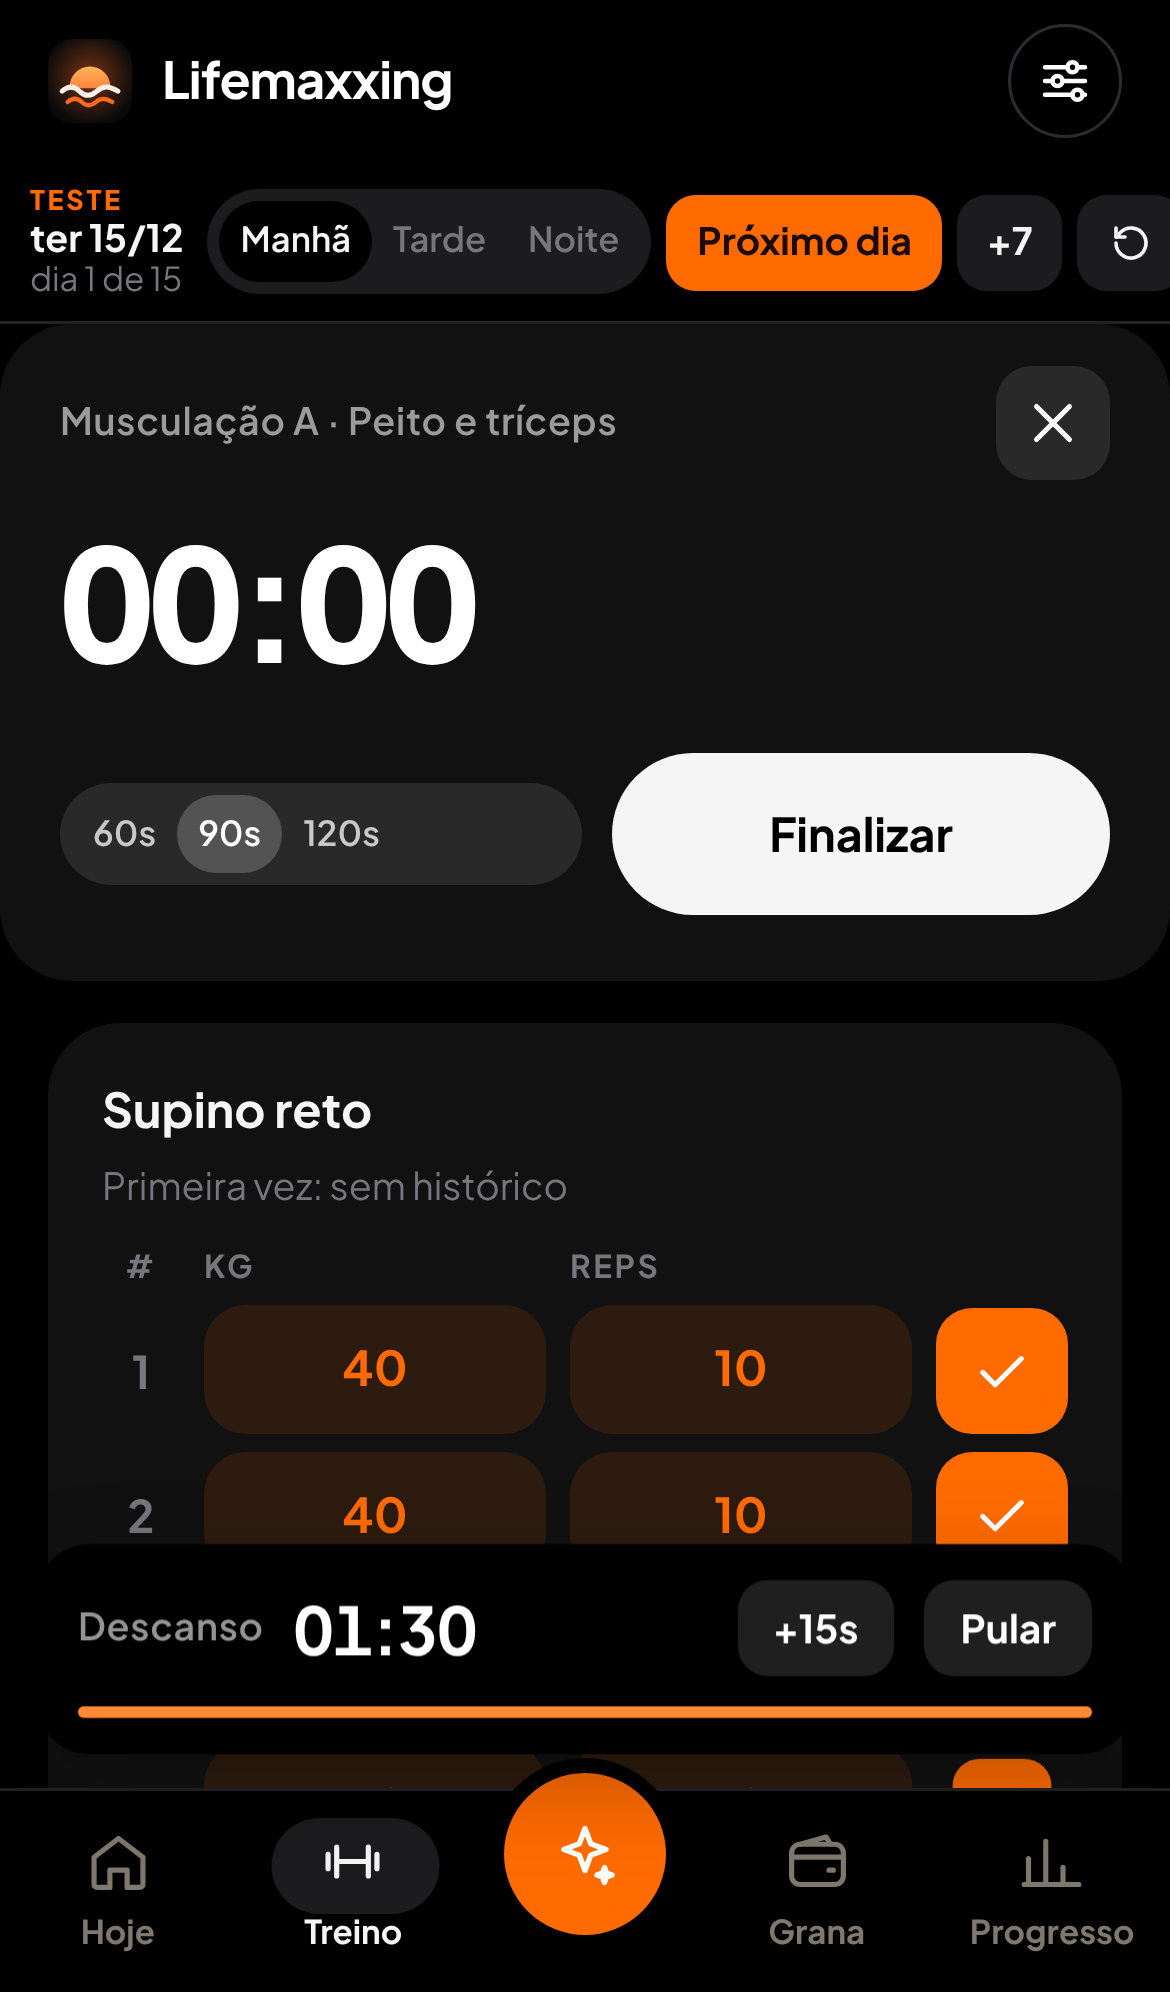 Lifemaxxing
TESTE
ter 15/12
dia 1 de 15
Manhã Tarde Noite
Próximo dia
+7
Musculação A · Peito e tríceps
00:00
60s 90s 120s
Finalizar
Supino reto
Primeira vez: sem histórico
# KG REPS
1 40 10
2 40 10
Descanso 01:30 +15s Pular
Hoje Treino Grana Progresso